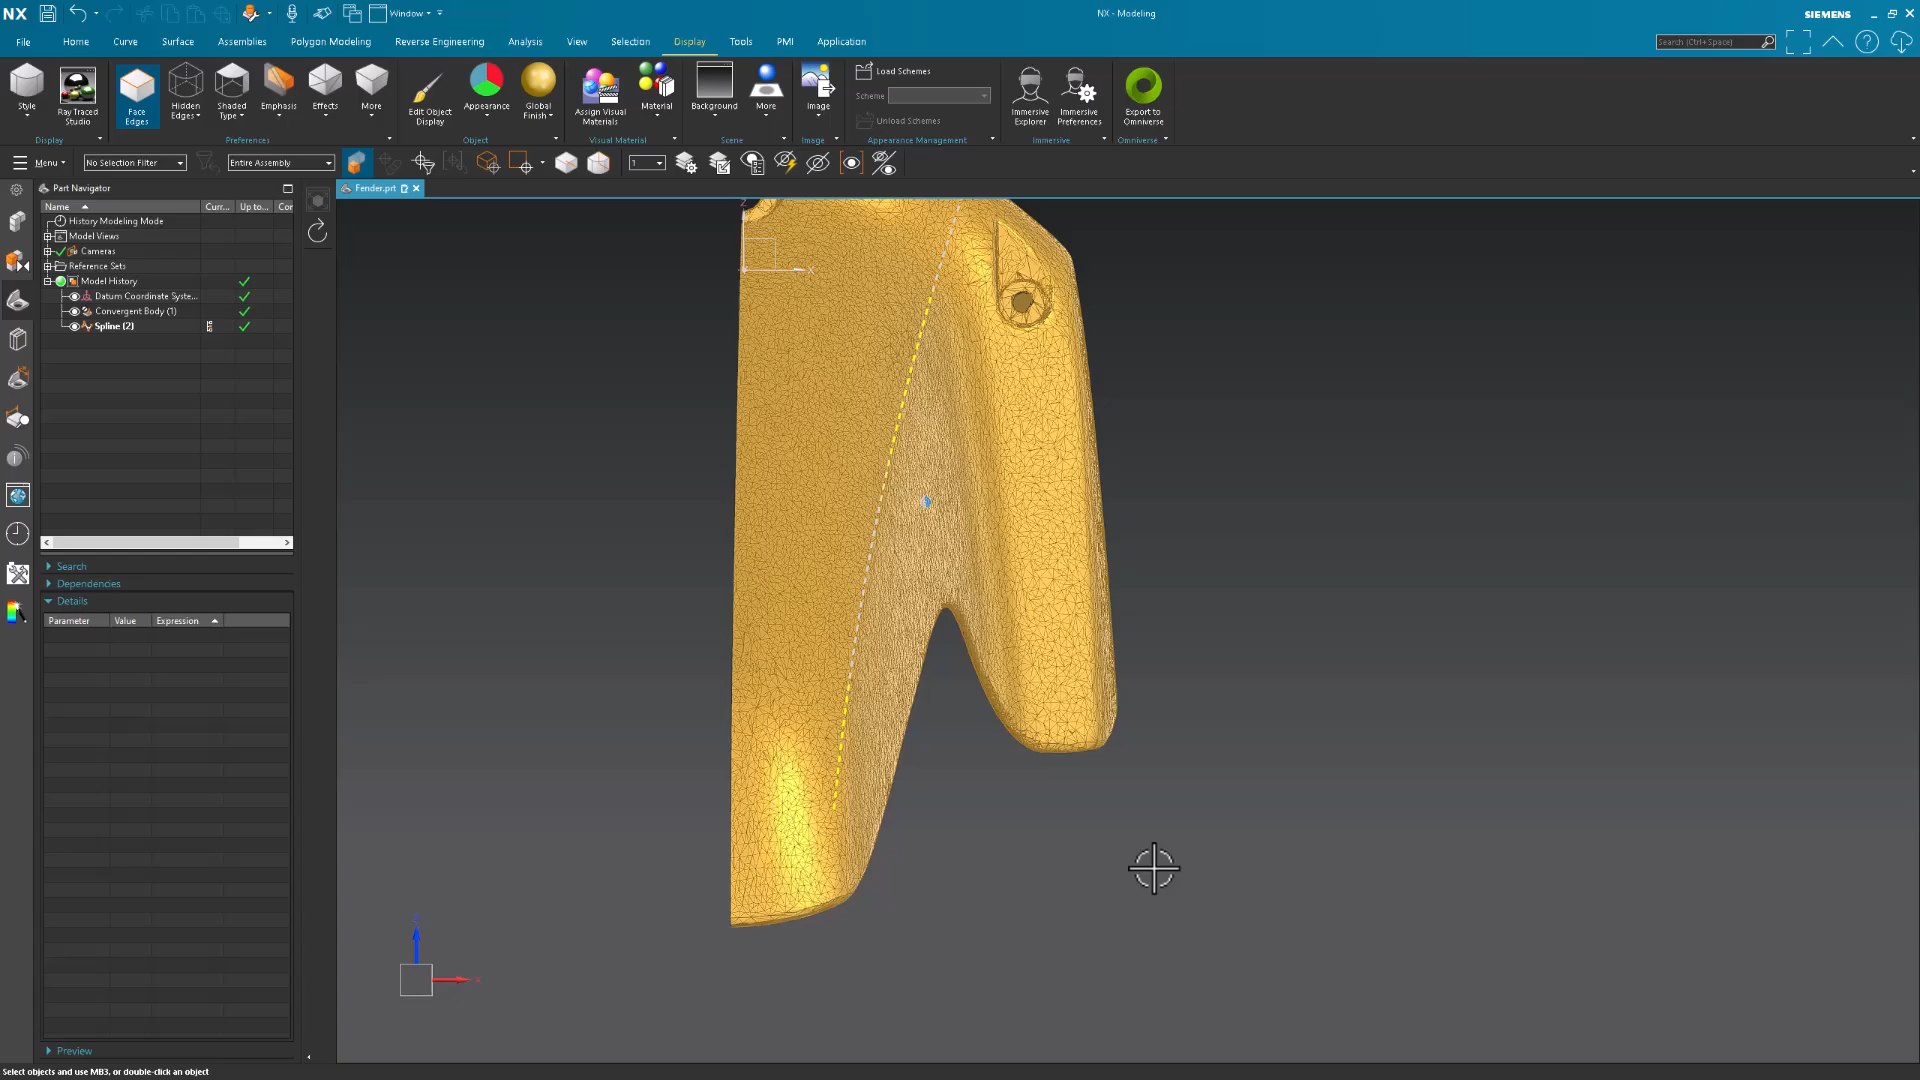 NX
Window
NX - Modeling
SIEMENS
File
Home
Curve
Surface
Assemblies
Polygon Modeling
Reverse Engineering
Analysis
View
Selection
Display
Tools
PMI
Application
Search (Ctrl+Space)
Style
Ray Traced Studio
Face Edges
Hidden Edges
Shaded Type
Emphasis
Effects
More
Edit Object Display
Appearance
Global Finish
Assign Visual Materials
Material
Background
More
Image
Load Schemes
Scheme
Unload Schemes
Immersive Explorer
Immersive Preferences
Export to Omniverse
Display
Preferences
Object
Visual Material
Scene
Image
Appearance Management
Immersive
Omniverse
Menu
No Selection Filter
Entire Assembly
1
Part Navigator
Fender.prt
Name
Curr...
Up to...
Cor
History Modeling Mode
Model Views
Cameras
Reference Sets
Model History
Datum Coordinate Syste...
Convergent Body (1)
Spline (2)
Search
Dependencies
Details
Parameter
Value
Expression
Preview
Z
X
Z
X
Select objects and use MB3, or double-click an object